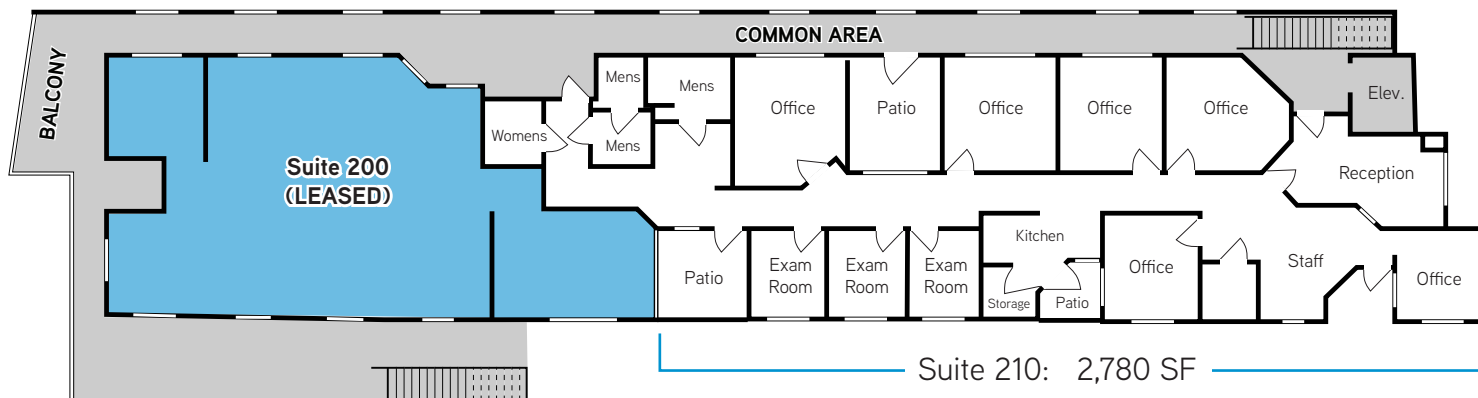 COMMON AREA
BALCONY
Mens
Mens
Office
Patio
Office
Office
Office
Elev.
Womens
Mens
Suite 200
(LEASED)
Reception
Kitchen
Patio
Exam
Room
Exam
Room
Exam
Room
Storage
Patio
Office
Staff
Office
Suite 210: 2,780 SF